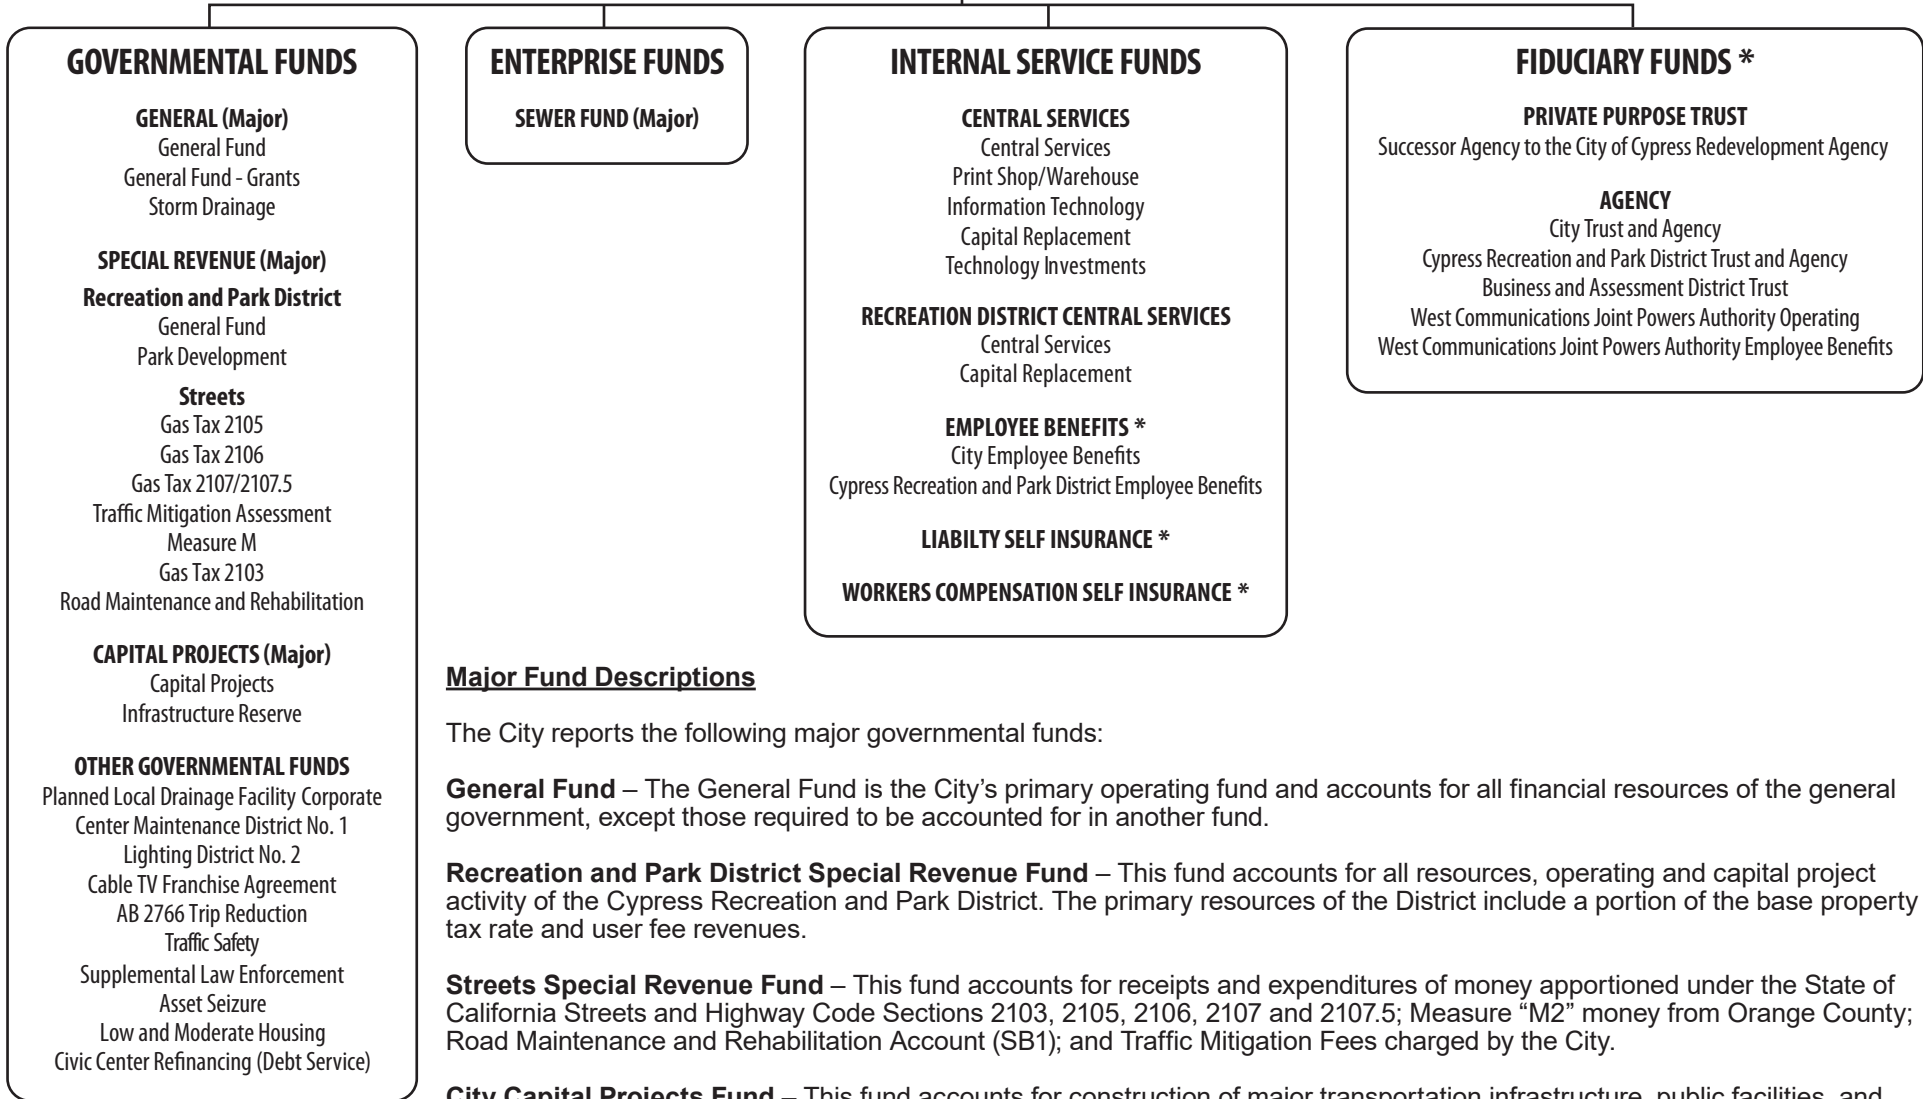 GOVERNMENTAL FUNDS
GENERAL (Major)
General Fund
General Fund - Grants
Storm Drainage
SPECIAL REVENUE (Major)
Recreation and Park District
General Fund
Park Development
Streets
Gas Tax 2105
Gas Tax 2106
Gas Tax 2107/2107.5
Traffic Mitigation Assessment
Measure M
Gas Tax 2103
Road Maintenance and Rehabilitation
CAPITAL PROJECTS (Major)
Capital Projects
Infrastructure Reserve
OTHER GOVERNMENTAL FUNDS
Planned Local Drainage Facility Corporate
Center Maintenance District No. 1
Lighting District No. 2
Cable TV Franchise Agreement
AB 2766 Trip Reduction
Traffic Safety
Supplemental Law Enforcement
Asset Seizure
Low and Moderate Housing
Civic Center Refinancing (Debt Service)
ENTERPRISE FUNDS
SEWER FUND (Major)
INTERNAL SERVICE FUNDS
CENTRAL SERVICES
Central Services
Print Shop/Warehouse
Information Technology
Capital Replacement
Technology Investments
RECREATION DISTRICT CENTRAL SERVICES
Central Services
Capital Replacement
EMPLOYEE BENEFITS *
City Employee Benefits
Cypress Recreation and Park District Employee Benefits
LIABILTY SELF INSURANCE *
WORKERS COMPENSATION SELF INSURANCE *
FIDUCIARY FUNDS *
PRIVATE PURPOSE TRUST
Successor Agency to the City of Cypress Redevelopment Agency
AGENCY
City Trust and Agency
Cypress Recreation and Park District Trust and Agency
Business and Assessment District Trust
West Communications Joint Powers Authority Operating
West Communications Joint Powers Authority Employee Benefits
Major Fund Descriptions
The City reports the following major governmental funds:
General Fund – The General Fund is the City's primary operating fund and accounts for all financial resources of the general
government, except those required to be accounted for in another fund.
Recreation and Park District Special Revenue Fund – This fund accounts for all resources, operating and capital project
activity of the Cypress Recreation and Park District. The primary resources of the District include a portion of the base property
tax rate and user fee revenues.
Streets Special Revenue Fund – This fund accounts for receipts and expenditures of money apportioned under the State of
California Streets and Highway Code Sections 2103, 2105, 2106, 2107 and 2107.5; Measure “M2” money from Orange County;
Road Maintenance and Rehabilitation Account (SB1); and Traffic Mitigation Fees charged by the City.
City Capital Projects Fund – This fund accounts for construction of major transportation infrastructure, public facilities, and